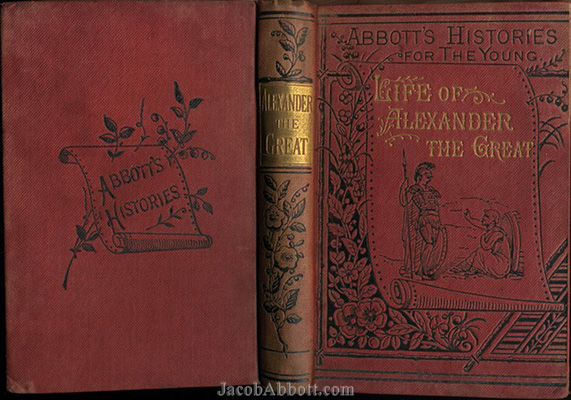 ABBOTT'S
HISTORIES
ALEXANDER
THE
GREAT
ABBOTT'S HISTORIES
FOR THE YOUNG
LIFE OF
ALEXANDER
THE GREAT
JacobAbbott.com